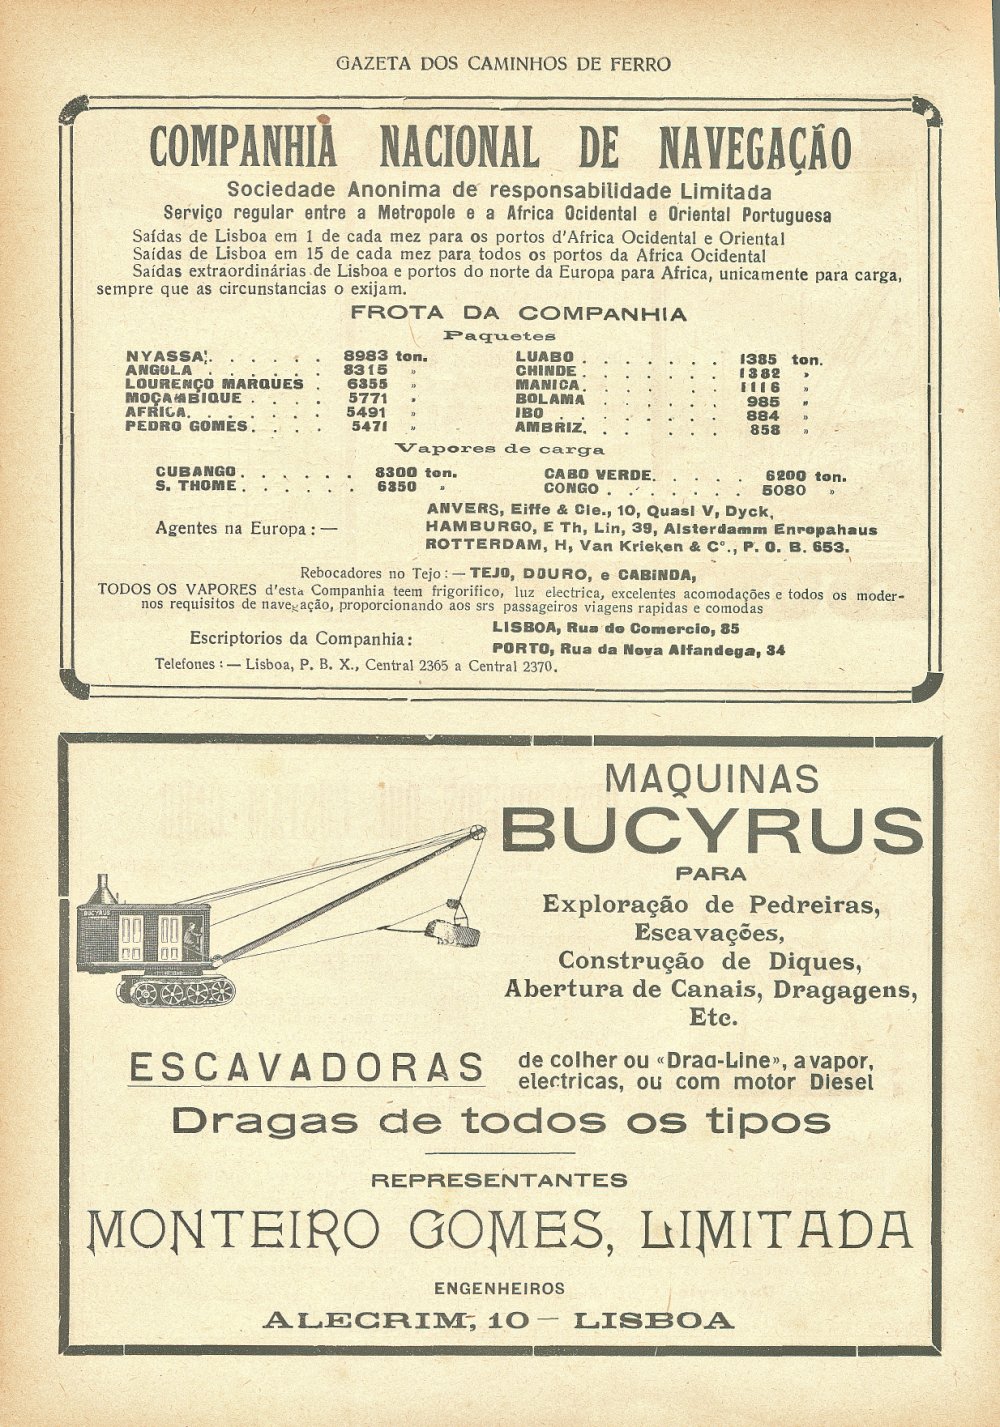 GAZETA DOS CAMINHOS DE FERRO
COMPANHIA NACIONAL DE NAVEGAÇÃO
Sociedade Anonima de responsabilidade Limitada
Serviço regular entre a Metropole e a Africa Ocidental e Oriental Portuguesa
Saídas de Lisboa em 1 de cada mez para os portos d'Africa Ocidental e Oriental
Saídas de Lisboa em 15 de cada mez para todos os portos da Africa Ocidental
Saídas extraordinárias de Lisboa e portos do norte da Europa para Africa, unicamente para carga,
sempre que as circunstancias o exijam.
FROTA DA COMPANHIA
Paquetes
NYASSA . . . . . . 8983 ton.
ANGOLA . . . . . . 8315 »
LOURENÇO MARQUES . 6355 »
MOÇAMBIQUE . . . . 5771 »
AFRICA. . . . . . . 5491 »
PEDRO GOMES. . . . 5471 »
LUABO . . . . . . . 1385 ton.
CHINDE . . . . . . . 1382 »
MANICA. . . . . . . 1116 »
BOLAMA . . . . . . 985 »
IBO . . . . . . . . 884 »
AMBRIZ. . . . . . . 858 »
Vapores de carga
CUBANGO . . . . . . 8300 ton.
S. THOME . . . . . . 6350 »
CABO VERDE. . . . . 6200 ton.
CONGO . . . . . . . 5080 »
Agentes na Europa : —
ANVERS, Eiffe & Cie., 10, Quasi V, Dyck,
HAMBURGO, E Th, Lin, 39, Alsterdamm Enropahaus
ROTTERDAM, H, Van Krieken & C°., P. O. B. 653.
Rebocadores no Tejo : — TEJO, DOURO, e CABINDA,
TODOS OS VAPORES d'esta Companhia teem frigorifico, luz electrica, excelentes acomodações e todos os moder-
nos requisitos de navegação, proporcionando aos srs passageiros viagens rapidas e comodas
Escriptorios da Companhia:
LISBOA, Rua do Comercio, 85
PORTO, Rua da Nova Alfandega, 34
Telefones : — Lisboa, P. B. X., Central 2365 a Central 2370.
MAQUINAS
BUCYRUS
PARA
Exploração de Pedreiras,
Escavações,
Construção de Diques,
Abertura de Canais, Dragagens,
Etc.
BUCYRUS
ESCAVADORAS
de colher ou «Drag-Line», a vapor,
electricas, ou com motor Diesel
Dragas de todos os tipos
REPRESENTANTES
MONTEIRO GOMES, LIMITADA
ENGENHEIROS
ALECRIM, 10 — LISBOA